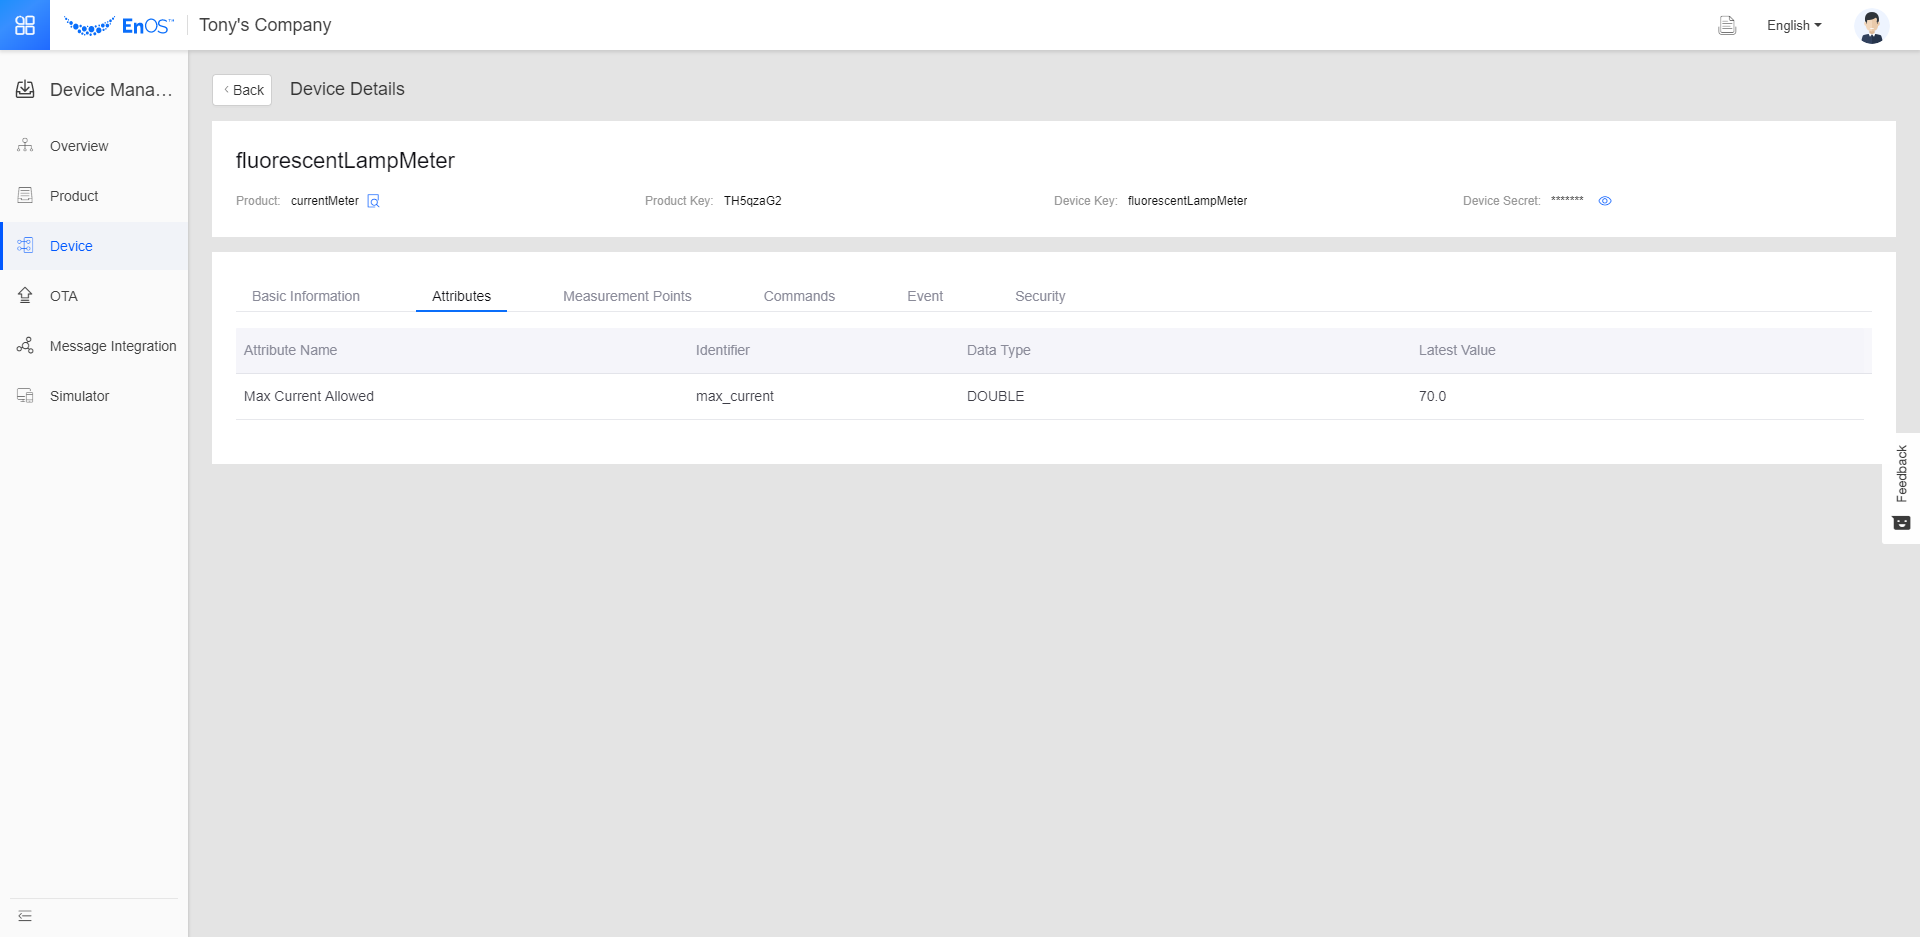 EnOS™ Tony's Company English
Device Mana...
Overview
Product
Device
OTA
Message Integration
Simulator
Back Device Details
fluorescentLampMeter
Product: currentMeter Product Key: TH5qzaG2 Device Key: fluorescentLampMeter Device Secret: *******
Basic Information Attributes Measurement Points Commands Event Security
Attribute Name Identifier Data Type Latest Value
Max Current Allowed max_current DOUBLE 70.0
Feedback